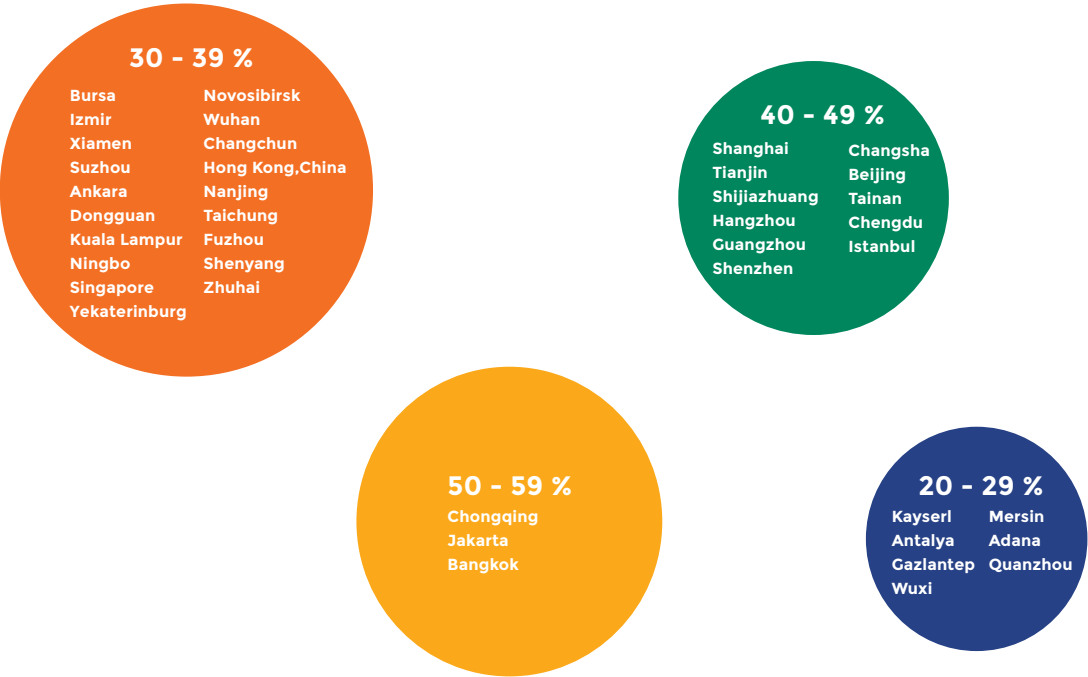 30 - 39 %
Bursa
Izmir
Xiamen
Suzhou
Ankara
Dongguan
Kuala Lampur
Ningbo
Singapore
Yekaterinburg
Novosibirsk
Wuhan
Changchun
Hong Kong,China
Nanjing
Taichung
Fuzhou
Shenyang
Zhuhai
40 - 49 %
Shanghai
Tianjin
Shijiazhuang
Hangzhou
Guangzhou
Shenzhen
Changsha
Beijing
Tainan
Chengdu
Istanbul
50 - 59 %
Chongqing
Jakarta
Bangkok
20 - 29 %
Kayserl
Antalya
Gazlantep
Wuxi
Mersin
Adana
Quanzhou